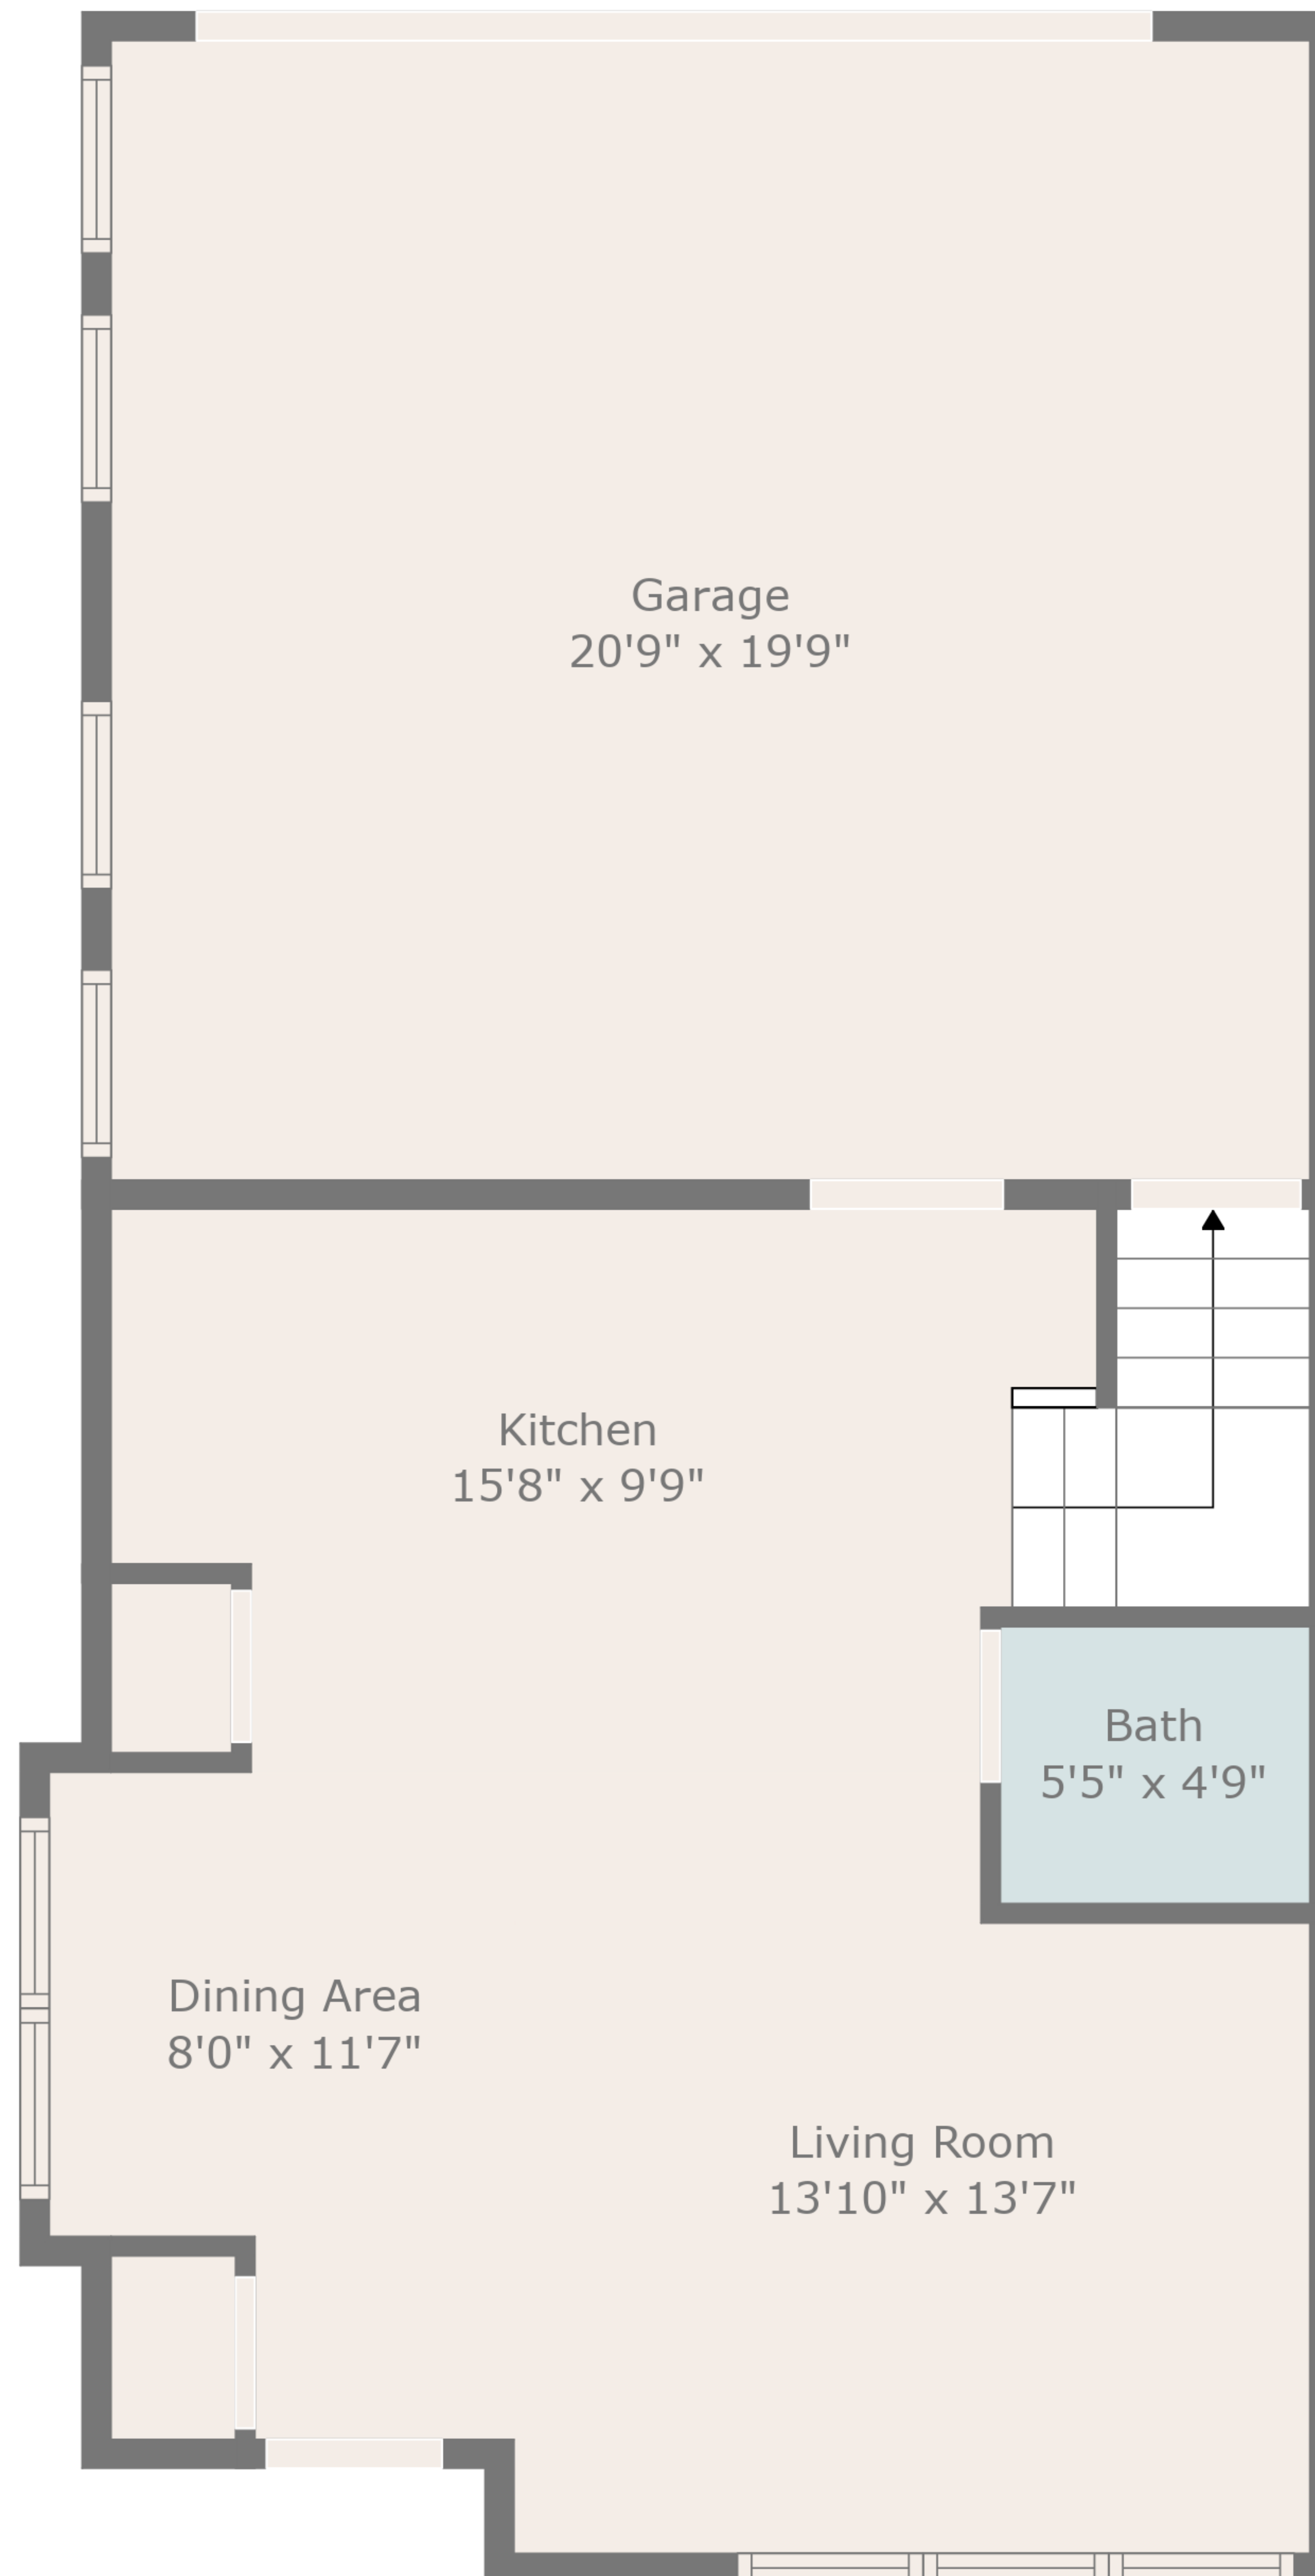 Garage
20'9" x 19'9"
Kitchen
15'8" x 9'9"
Bath
5'5" x 4'9"
Dining Area
8'0" x 11'7"
Living Room
13'10" x 13'7"